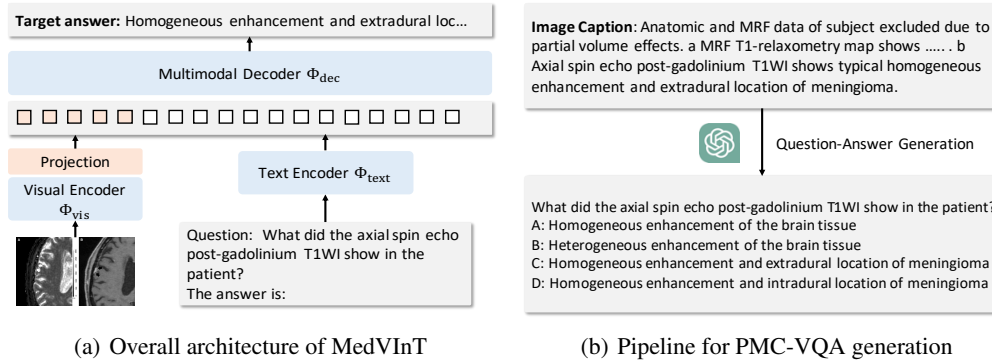 Target answer: Homogeneous enhancement and extradural loc...
Multimodal Decoder Φdec
Projection
Visual Encoder
Φvis
Text Encoder Φtext
Question: What did the axial spin echo
post-gadolinium T1WI show in the
patient?
The answer is:
(a) Overall architecture of MedVInT
Image Caption: Anatomic and MRF data of subject excluded due to
partial volume effects. a MRF T1-relaxometry map shows ..... . b
Axial spin echo post-gadolinium T1WI shows typical homogeneous
enhancement and extradural location of meningioma.
Question-Answer Generation
What did the axial spin echo post-gadolinium T1WI show in the patient?
A: Homogeneous enhancement of the brain tissue
B: Heterogeneous enhancement of the brain tissue
C: Homogeneous enhancement and extradural location of meningioma
D: Homogeneous enhancement and intradural location of meningioma
(b) Pipeline for PMC-VQA generation